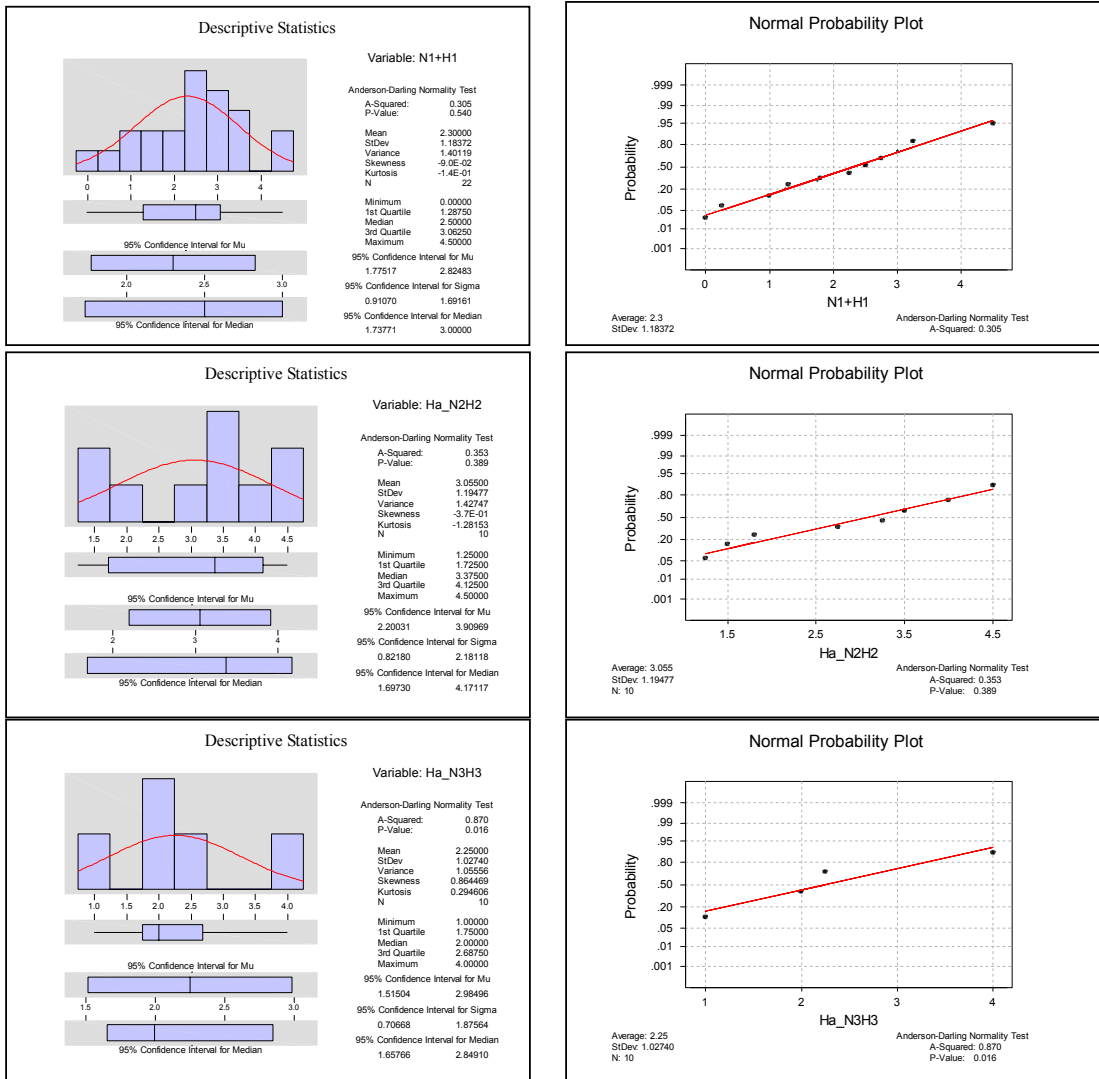 Descriptive Statistics
Variable: N1+H1
Anderson-Darling Normality Test
A-Squared: 0.305
P-Value: 0.540
Mean 2.30000
StDev 1.18372
Variance 1.40119
Skewness -9.0E-02
Kurtosis -1.4E-01
N 22
Minimum 0.00000
1st Quartile 1.28750
Median 2.50000
3rd Quartile 3.06250
Maximum 4.50000
95% Confidence Interval for Mu
1.77517 2.82483
95% Confidence Interval for Sigma
0.91070 1.69161
95% Confidence Interval for Median
1.73771 3.00000
0 1 2 3 4
95% Confidence Interval for Mu
2.0 2.5 3.0
95% Confidence Interval for Median
Normal Probability Plot
Probability
.999
.99
.95
.80
.50
.20
.05
.01
.001
0 1 2 3 4
N1+H1
Average: 2.3
StDev: 1.18372
Anderson-Darling Normality Test
A-Squared: 0.305
Descriptive Statistics
Variable: Ha_N2H2
Anderson-Darling Normality Test
A-Squared: 0.353
P-Value: 0.389
Mean 3.05500
StDev 1.19477
Variance 1.42747
Skewness -3.7E-01
Kurtosis -1.28153
N 10
Minimum 1.25000
1st Quartile 1.72500
Median 3.37500
3rd Quartile 4.12500
Maximum 4.50000
95% Confidence Interval for Mu
2.20031 3.90969
95% Confidence Interval for Sigma
0.82180 2.18118
95% Confidence Interval for Median
1.69730 4.17117
1.5 2.0 2.5 3.0 3.5 4.0 4.5
95% Confidence Interval for Mu
2 3 4
95% Confidence Interval for Median
Normal Probability Plot
Probability
.999
.99
.95
.80
.50
.20
.05
.01
.001
1.5 2.5 3.5 4.5
Ha_N2H2
Average: 3.055
StDev: 1.19477
N: 10
Anderson-Darling Normality Test
A-Squared: 0.353
P-Value: 0.389
Descriptive Statistics
Variable: Ha_N3H3
Anderson-Darling Normality Test
A-Squared: 0.870
P-Value: 0.016
Mean 2.25000
StDev 1.02740
Variance 1.05556
Skewness 0.864469
Kurtosis 0.294606
N 10
Minimum 1.00000
1st Quartile 1.75000
Median 2.00000
3rd Quartile 2.68750
Maximum 4.00000
95% Confidence Interval for Mu
1.51504 2.98496
95% Confidence Interval for Sigma
0.70668 1.87564
95% Confidence Interval for Median
1.65766 2.84910
1.0 1.5 2.0 2.5 3.0 3.5 4.0
95% Confidence Interval for Mu
1.5 2.0 2.5 3.0
95% Confidence Interval for Median
Normal Probability Plot
Probability
.999
.99
.95
.80
.50
.20
.05
.01
.001
1 2 3 4
Ha_N3H3
Average: 2.25
StDev: 1.02740
N: 10
Anderson-Darling Normality Test
A-Squared: 0.870
P-Value: 0.016